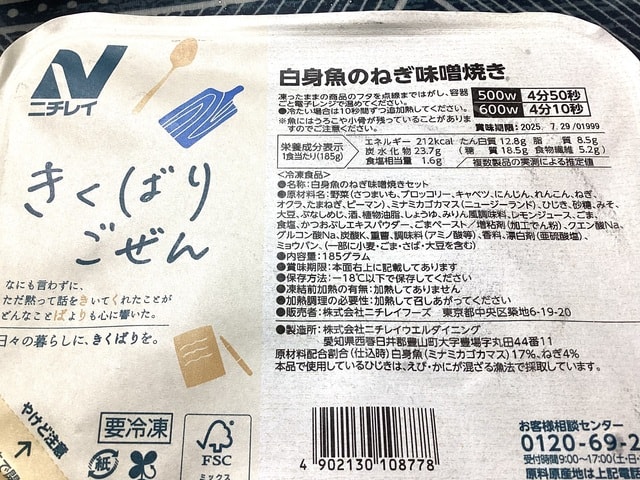 ニチレイ
きくばり
ごぜん
なにも言わずに、
ただ黙って話をきいてくれたことが
どんなことばよりも心に響いた。
日々の暮らしに、きくばりを。
やけど注意
要冷凍
紙
FSC
ミックス
白身魚のねぎ味噌焼き
凍ったままの商品のフタを点線まではがし、容器
ごと電子レンジで温めてください。
●冷たい場合は10秒間ずつ追加熱してください。
※魚にはうろこや小骨が残っていることがありま
すのでご注意ください。
500w 4分50秒
600w 4分10秒
賞味期限:2025. 7.29/01999
栄養成分表示
1食当たり(185g)
エネルギー 212kcal たん白質 12.8g 脂質 8.5g
炭水化物 23.7g (糖質 18.5g 食物繊維 5.2g)
食塩相当量 1.6g 複数製品の実測による推定値
<冷凍食品>
●名称:白身魚のねぎ味噌焼きセット
●原材料名:野菜(さつまいも、ブロッコリー、キャベツ、にんじん、れんこん、ねぎ、
オクラ、たまねぎ、ピーマン)、ミナミカゴカマス(ニュージーランド)、ひじき、砂糖、みそ、
大豆、ぶなしめじ、酒、植物油脂、しょうゆ、みりん風調味料、レモンジュース、ごま、
食塩、かつおぶしエキスパウダー、ごまペースト/増粘剤(加工でん粉)、クエン酸Na、
グルコン酸Na、炭酸K、重曹、調味料(アミノ酸等)、香料、漂白剤(亜硫酸塩)、
ミョウバン、(一部に小麦・ごま・さば・大豆を含む)
●内容量:185グラム
●賞味期限:本面右上に記載してあります
●保存方法:−18℃以下で保存してください
●凍結前加熱の有無:加熱してありません
●加熱調理の必要性:加熱して召しあがってください
●販売者:株式会社ニチレイフーズ 東京都中央区築地6-19-20
●製造所:株式会社ニチレイウエルダイニング
愛知県西春日井郡豊山町大字豊場字丸田44番11
原材料配合割合(仕込時)白身魚(ミナミカゴカマス)17%、ねぎ4%
本品で使用しているひじきは、えび・かにが混ざる漁法で採取しています。
4 902130 108778
お客様相談センター
0120-69-2
受付時間9:00〜17:00(土・日・
原料原産地は上記電話